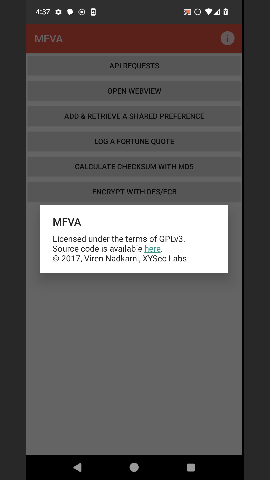 4:37
MFVA
API REQUESTS
OPEN WEBVIEW
ADD & RETRIEVE A SHARED PREFERENCE
LOG A FORTUNE QUOTE
CALCULATE CHECKSUM WITH MD5
ENCRYPT WITH DES/ECB
MFVA
Licensed under the terms of GPLv3.
Source code is available here.
© 2017, Viren Nadkarni, XYSec Labs